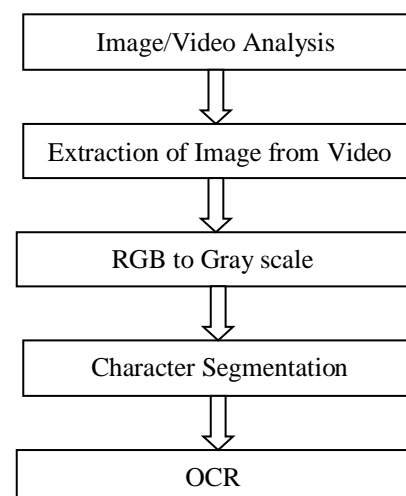 Image/Video Analysis
Extraction of Image from Video
RGB to Gray scale
Character Segmentation
OCR